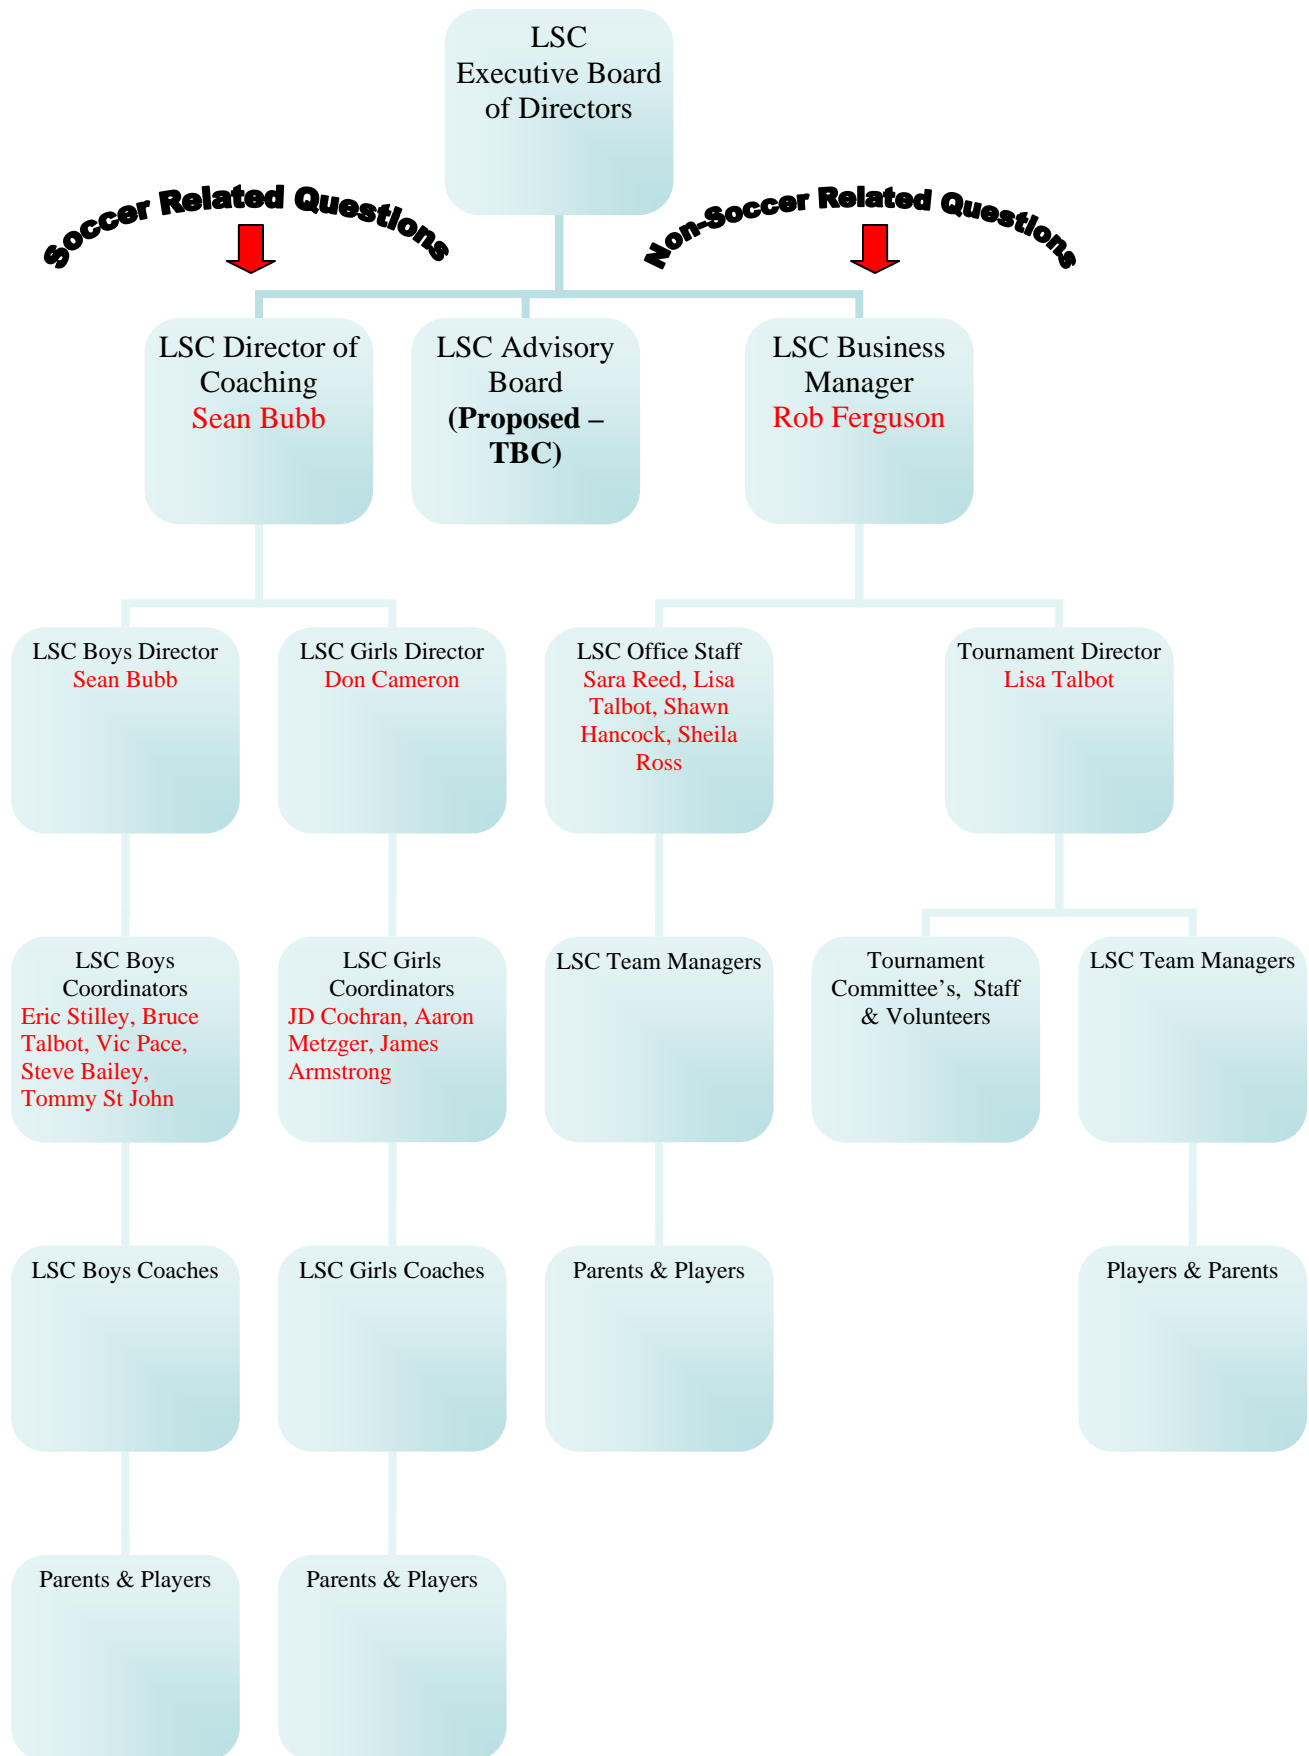 LSC
Executive Board
of Directors
Soccer Related Questions
Non-Soccer Related Questions
LSC Director of
Coaching
Sean Bubb
LSC Advisory
Board
(Proposed –
TBC)
LSC Business
Manager
Rob Ferguson
LSC Boys Director
Sean Bubb
LSC Girls Director
Don Cameron
LSC Office Staff
Sara Reed, Lisa
Talbot, Shawn
Hancock, Sheila
Ross
Tournament Director
Lisa Talbot
LSC Boys
Coordinators
Eric Stilley, Bruce
Talbot, Vic Pace,
Steve Bailey,
Tommy St John
LSC Girls
Coordinators
JD Cochran, Aaron
Metzger, James
Armstrong
LSC Team Managers
Tournament
Committee’s, Staff
& Volunteers
LSC Team Managers
LSC Boys Coaches
LSC Girls Coaches
Parents & Players
Players & Parents
Parents & Players
Parents & Players